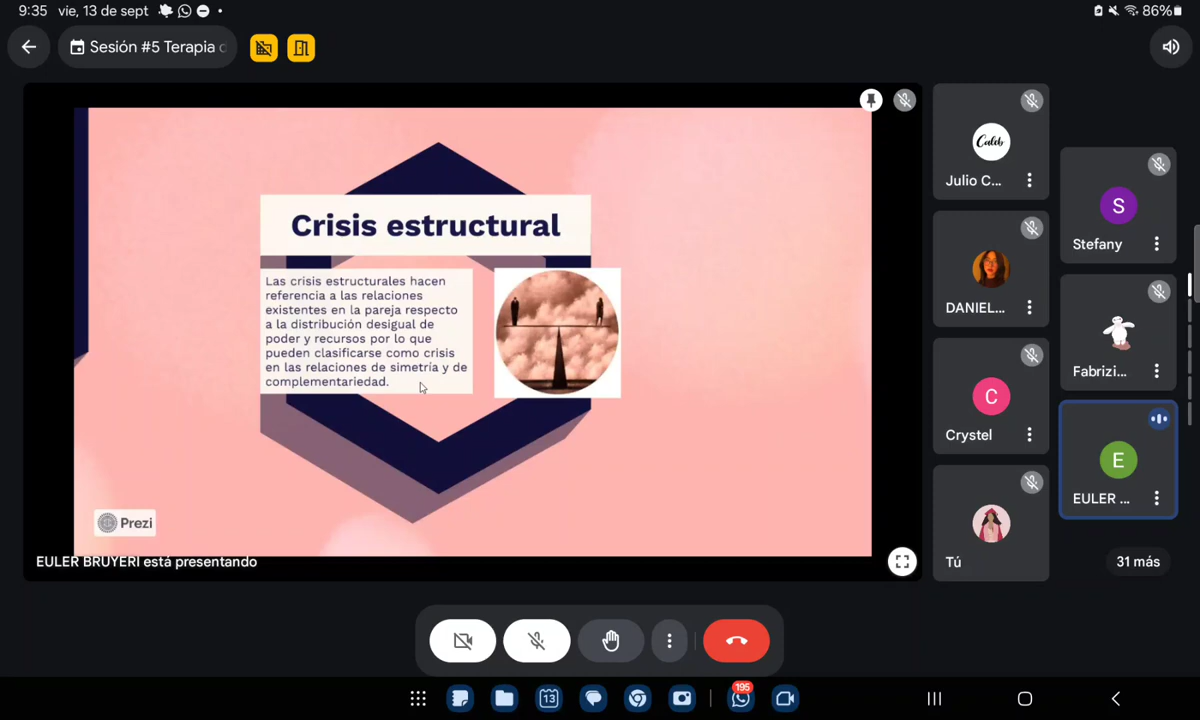 9:35 vie, 13 de sept
86%
Sesión #5 Terapia
Crisis estructural
Las crisis estructurales hacen
referencia a las relaciones
existentes en la pareja respecto
a la distribución desigual de
poder y recursos por lo que
pueden clasificarse como crisis
en las relaciones de simetría y de
complementariedad.
Prezi
EULER BRUYERI está presentando
Caleb
Julio C...
DANIEL...
C
Crystel
Tú
S
Stefany
Fabrizi...
E
EULER ...
31 más
13
195